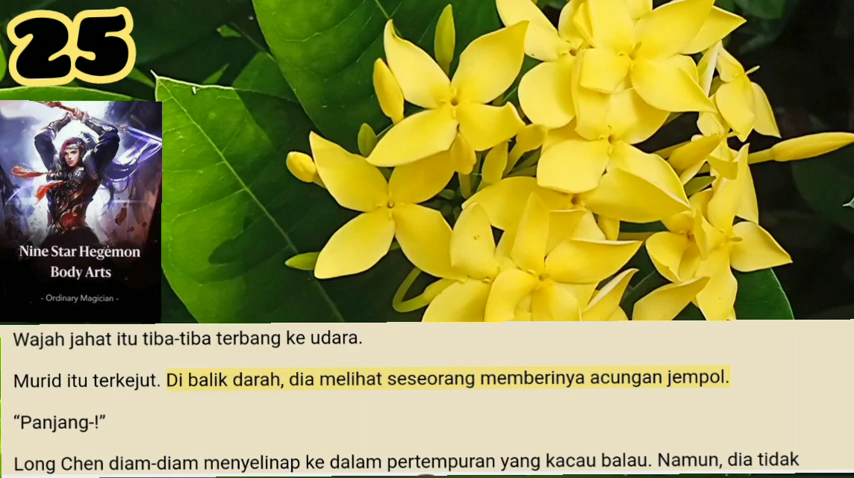 25
Nine Star Hegemon
Body Arts
- Ordinary Magician -
Wajah jahat itu tiba-tiba terbang ke udara.
Murid itu terkejut. Di balik darah, dia melihat seseorang memberinya acungan jempol.
“Panjang-!”
Long Chen diam-diam menyelinap ke dalam pertempuran yang kacau balau. Namun, dia tidak